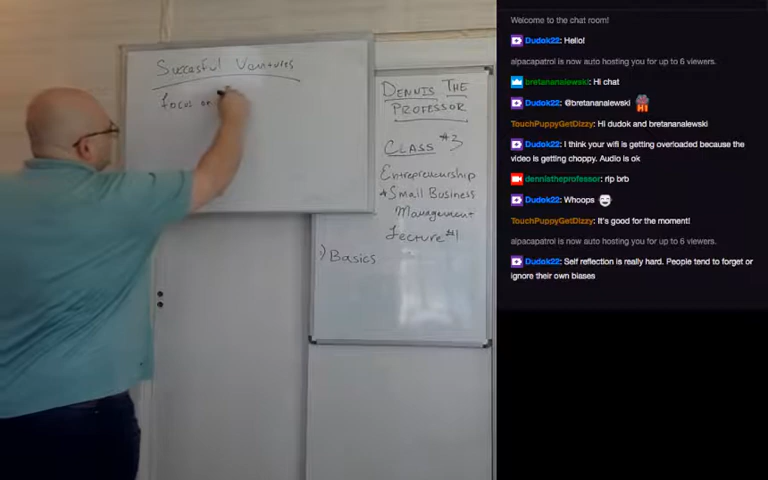 Succesful Ventures
Focus on
DENNIS THE
PROFESSOR
CLASS #3
Entrepreneurship
+Small Business
Management
Lecture #1
1) Basics
Welcome to the chat room!
Dudok22: Hello!
alpacapatrol is now auto hosting you for up to 6 viewers.
bretananalewski: Hi chat
Dudok22: @bretananalewski HI
TouchPuppyGetDizzy: Hi dudok and bretananalewski
Dudok22: I think your wifi is getting overloaded because the
video is getting choppy. Audio is ok
dennistheprofessor: rip brb
Dudok22: Whoops
TouchPuppyGetDizzy: It's good for the moment!
alpacapatrol is now auto hosting you for up to 6 viewers.
Dudok22: Self reflection is really hard. People tend to forget or
ignore their own biases